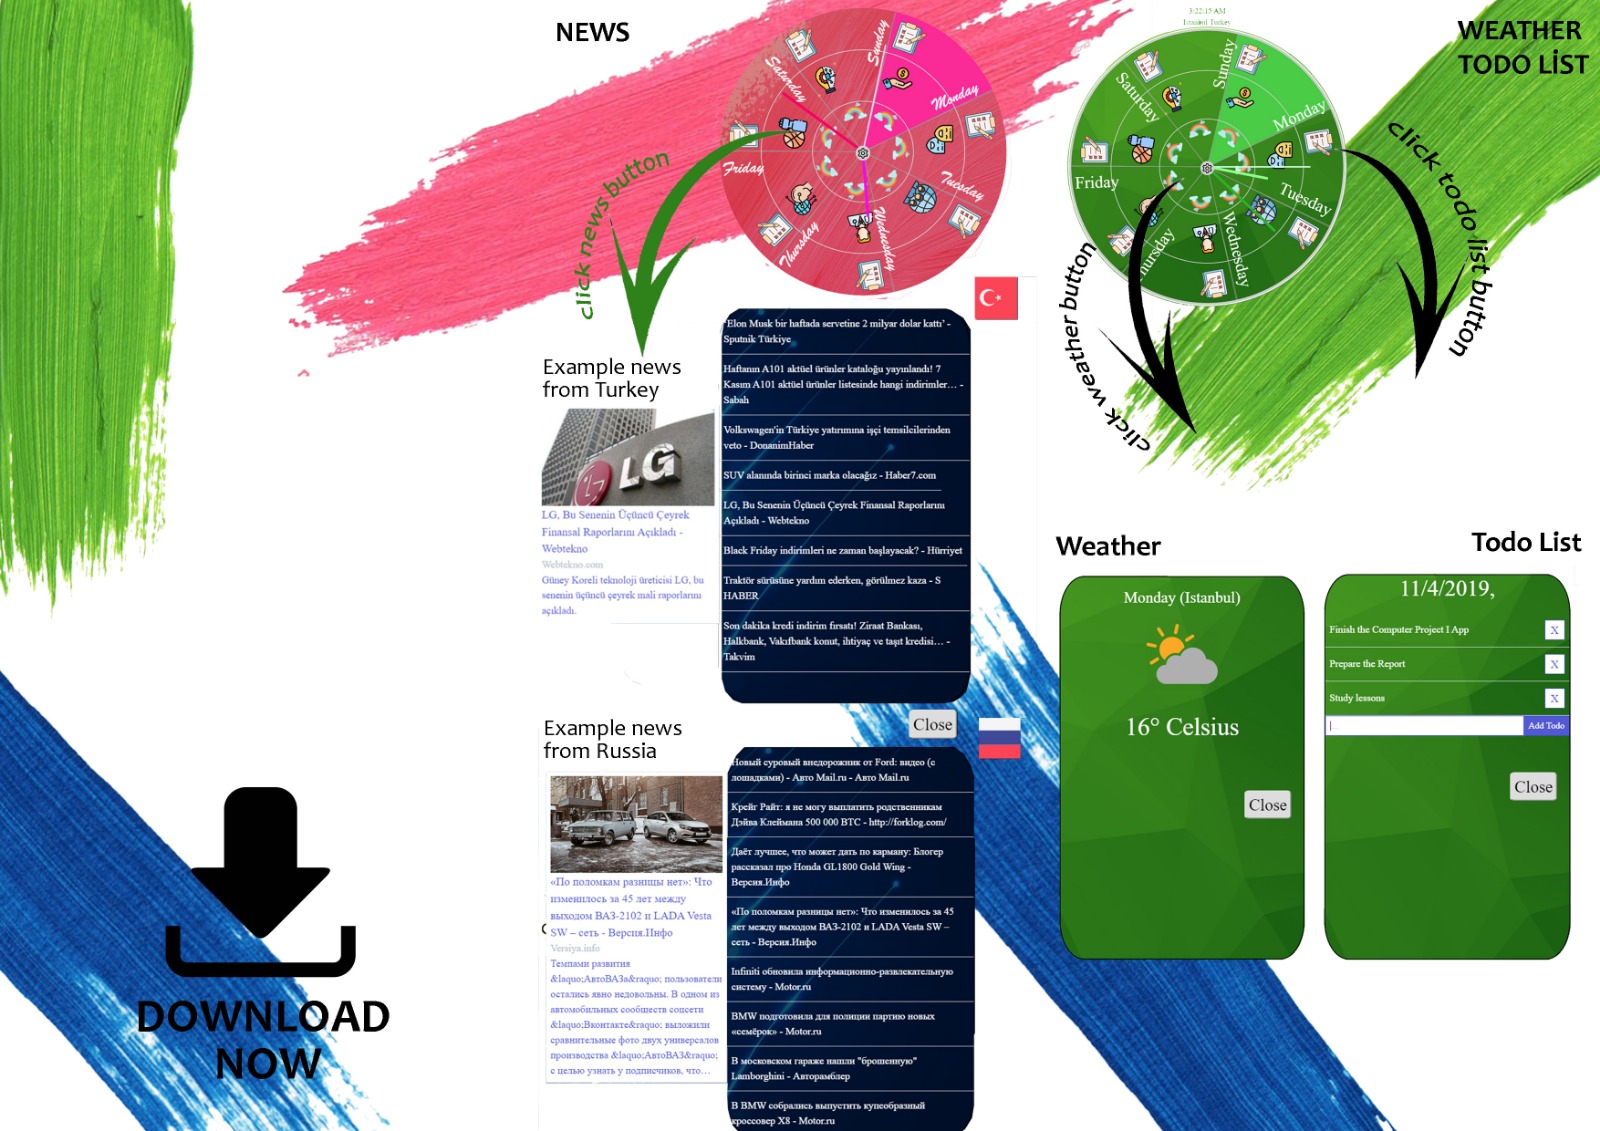 NEWS
Sunday
Monday
Tuesday
Wednesday
Thursday
Friday
Saturday
click news button
Example news
from Turkey
LG
LG, Bu Senenin Üçüncü Çeyrek
Finansal Raporlarını Açıkladı -
Webtekno
Webtekno.com
Güney Koreli teknoloji üreticisi LG, bu
senenin üçüncü çeyrek mali raporlarını
açıkladı.
'Elon Musk bir haftada servetine 2 milyar dolar kattı' -
Sputnik Türkiye
Haftanın A101 aktüel ürünler kataloğu yayınlandı! 7
Kasım A101 aktüel ürünler listesinde hangi indirimler… -
Sabah
Volkswagen'in Türkiye yatırımına işçi temsilcilerinden
veto - DonanimHaber
SUV alanında birinci marka olacağız - Haber7.com
LG, Bu Senenin Üçüncü Çeyrek Finansal Raporlarını
Açıkladı - Webtekno
Black Friday indirimleri ne zaman başlayacak? - Hürriyet
Traktör sürüsüne yardım ederken, görülmez kaza - S
HABER
Son dakika kredi indirim fırsatı! Ziraat Bankası,
Halkbank, Vakıfbank konut, ihtiyaç ve taşıt kredisi… -
Takvim
Close
Example news
from Russia
«По поломкам разницы нет»: Что
изменилось за 45 лет между
выходом ВАЗ-2102 и LADA Vesta
SW – сеть - Версия.Инфо
Versiya.info
Темпами развития
&laquo;АвтоВАЗа&raquo; пользователи
остались явно недовольны. В одном из
автомобильных сообществ соцсети
&laquo;Вконтакте&raquo; выложили
сравнительные фото двух универсалов
производства &laquo;АвтоВАЗ&raquo;
с целью узнать у подписчиков, что…
Новый суровый внедорожник от Ford: видео (с
лошадками) - Авто Mail.ru - Авто Mail.ru
Крейг Райт: я не могу выплатить родственникам
Дэйва Клеймана 500 000 BTC - http://forklog.com/
Даёт лучшее, что может дать по карману: Блогер
рассказал про Honda GL1800 Gold Wing -
Версия.Инфо
«По поломкам разницы нет»: Что изменилось за 45
лет между выходом ВАЗ-2102 и LADA Vesta SW –
сеть - Версия.Инфо
Infiniti обновила информационно-развлекательную
систему - Motor.ru
BMW подготовила для полиции партию новых
«семёрок» - Motor.ru
В московском гараже нашли "брошенную"
Lamborghini - Авторамблер
В BMW собрались выпустить купеобразный
кроссовер X8 - Motor.ru
3:22:15 AM
Istanbul Turkey
WEATHER
TODO LİST
Sunday
Monday
Tuesday
Wednesday
hursday
Friday
Saturday
click todo list button
click weather button
Weather
Monday (Istanbul)
16° Celsius
Close
Todo List
11/4/2019,
Finish the Computer Project I App
X
Prepare the Report
X
Study lessons
X
Add Todo
Close
DOWNLOAD
NOW